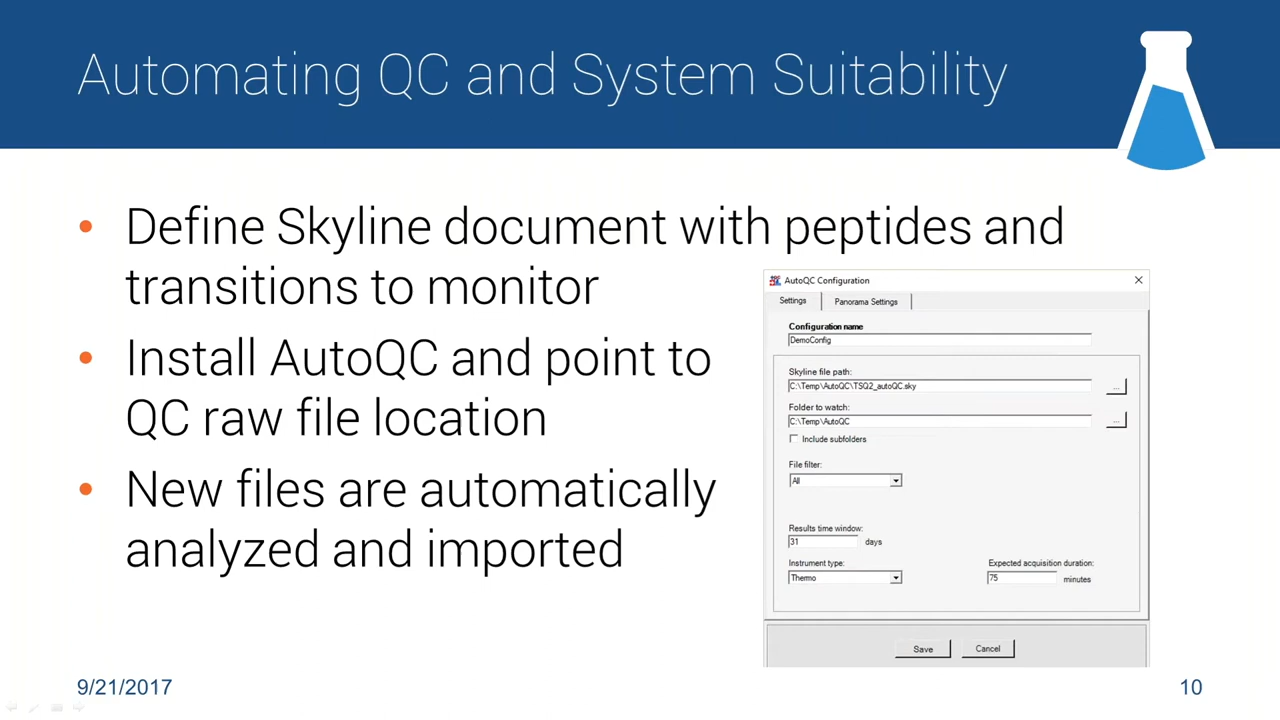 Automating QC and System Suitability
• Define Skyline document with peptides and
transitions to monitor
• Install AutoQC and point to
QC raw file location
• New files are automatically
analyzed and imported
AutoQC Configuration
Settings
Panorama Settings
Configuration name
DemoConfig
Skyline file path:
C:\Temp\AutoQC\TSQ2_autoQC.sky
...
Folder to watch:
C:\Temp\AutoQC
...
Include subfolders
File filter:
All
Results time window:
31 days
Instrument type:
Thermo
Expected acquisition duration:
75 minutes
Save
Cancel
9/21/2017
10